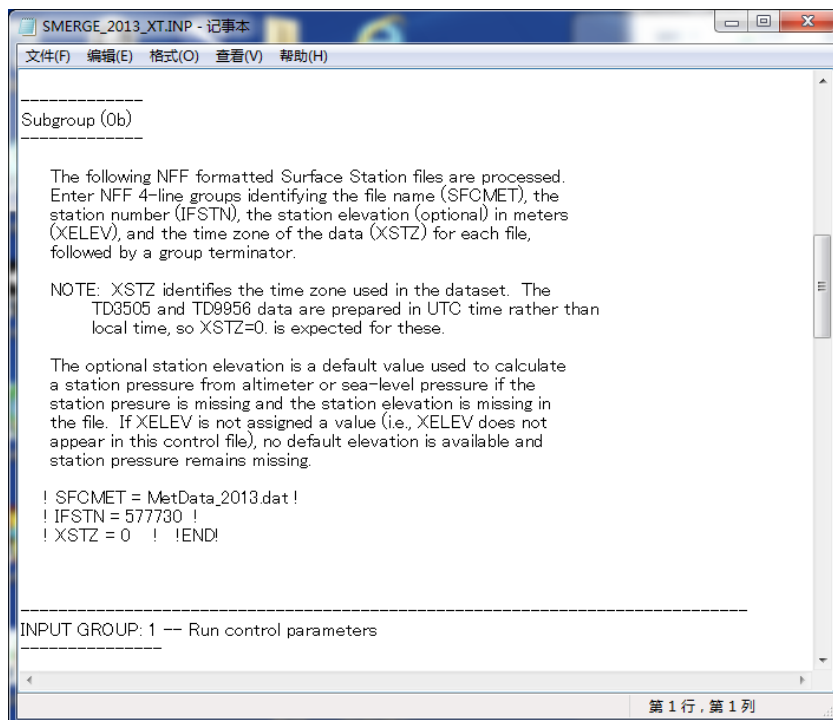 SMERGE_2013_XT.INP - 记事本
文件(F) 编辑(E) 格式(O) 查看(V) 帮助(H)
-------------
Subgroup (0b)
-------------
The following NFF formatted Surface Station files are processed.
Enter NFF 4-line groups identifying the file name (SFCMET), the
station number (IFSTN), the station elevation (optional) in meters
(XELEV), and the time zone of the data (XSTZ) for each file,
followed by a group terminator.
NOTE: XSTZ identifies the time zone used in the dataset. The
TD3505 and TD9956 data are prepared in UTC time rather than
local time, so XSTZ=0. is expected for these.
The optional station elevation is a default value used to calculate
a station pressure from altimeter or sea-level pressure if the
station presure is missing and the station elevation is missing in
the file. If XELEV is not assigned a value (i.e., XELEV does not
appear in this control file), no default elevation is available and
station pressure remains missing.
! SFCMET = MetData_2013.dat !
! IFSTN = 577730 !
! XSTZ = 0 ! !END!
-------------------------------------------------------------------------------
INPUT GROUP: 1 -- Run control parameters
---------------
第 1 行，第 1 列